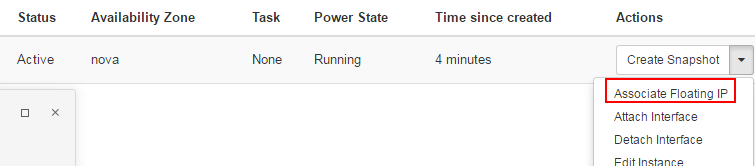 Status Availability Zone Task Power State Time since created Actions
Active nova None Running 4 minutes Create Snapshot
Associate Floating IP
Attach Interface
Detach Interface
Edit Instance